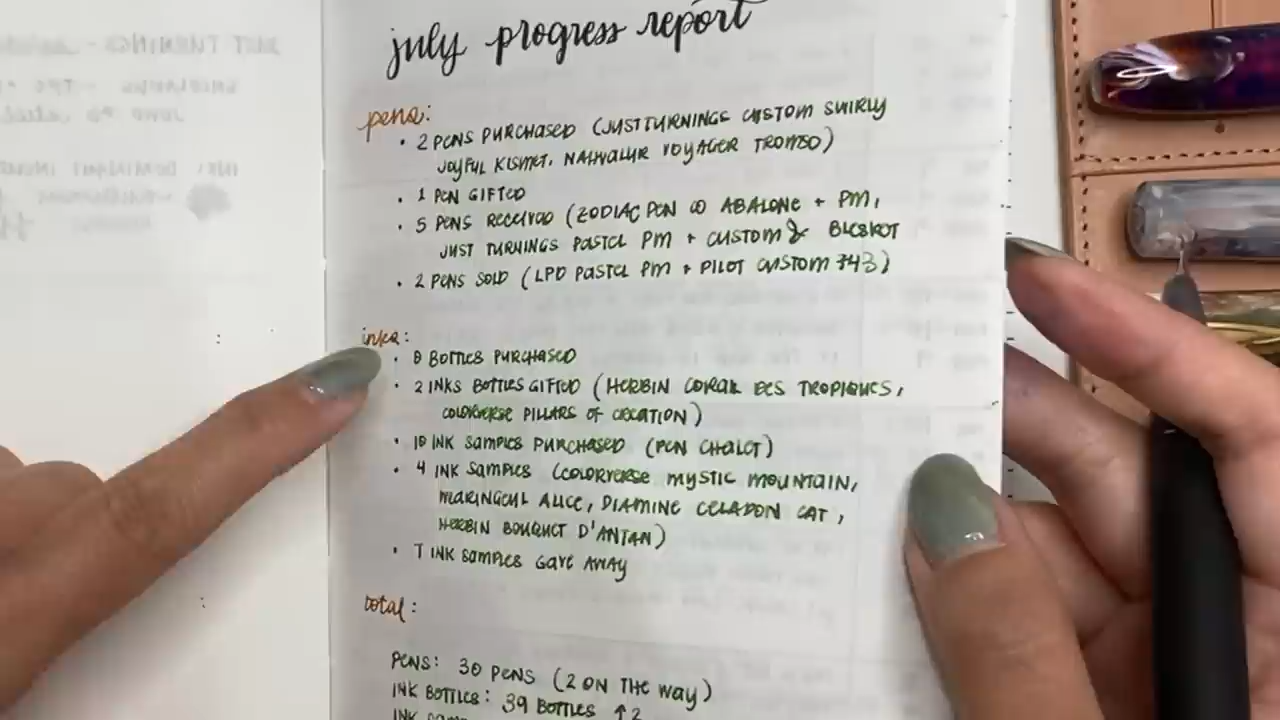 july progress report
pens:
• 2 PENS PURCHASED (JUSTTURNINGS CUSTOM SWIRLY
JOYFUL KISMET, NAHVALUR VOYAGER TROMSO)
• 1 PEN GIFTED
• 5 PENS RECEIVED (ZODIAC PEN CO ABALONE + PM,
JUST TURNINGS PASTEL PM + CUSTOM &
• 2 PENS SOLD (LPD PASTEL PM + PILOT CUSTOM 743)
inks:
• 8 BOTTLES PURCHASED
• 2 INKS BOTTLES GIFTED (HERBIN CORAIL DES TROPIQUES,
COLORVERSE PILLARS OF CREATION)
• 10 INK SAMPLES PURCHASED (PEN CHALET)
• 4 INK SAMPLES (COLORVERSE MYSTIC MOUNTAIN,
ALICE, DIAMINE CELADON CAT,
HERBIN BOUQUET D'ANTAN)
• 7 INK SAMPLES GAVE AWAY
total:
PENS: 30 PENS (2 ON THE WAY)
INK BOTTLES: 39 BOTTLES ↑2
INK